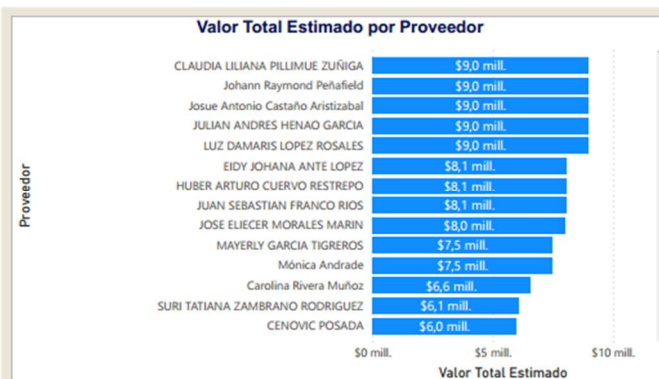 Valor Total Estimado por Proveedor
CLAUDIA LILIANA PILLIMUE ZUÑIGA $9,0 mill.
Johann Raymond Peñafield $9,0 mill.
Josue Antonio Castaño Aristizabal $9,0 mill.
JULIAN ANDRES HENAO GARCIA $9,0 mill.
LUZ DAMARIS LOPEZ ROSALES $9,0 mill.
EIDY JOHANA ANTE LOPEZ $8,1 mill.
HUBER ARTURO CUERVO RESTREPO $8,1 mill.
JUAN SEBASTIAN FRANCO RIOS $8,1 mill.
JOSE ELIECER MORALES MARIN $8,0 mill.
MAYERLY GARCIA TIGREROS $7,5 mill.
Mónica Andrade $7,5 mill.
Carolina Rivera Muñoz $6,6 mill.
SURI TATIANA ZAMBRANO RODRIGUEZ $6,1 mill.
CENOVIC POSADA $6,0 mill.
Proveedor
$0 mill. $5 mill. $10 mill.
Valor Total Estimado